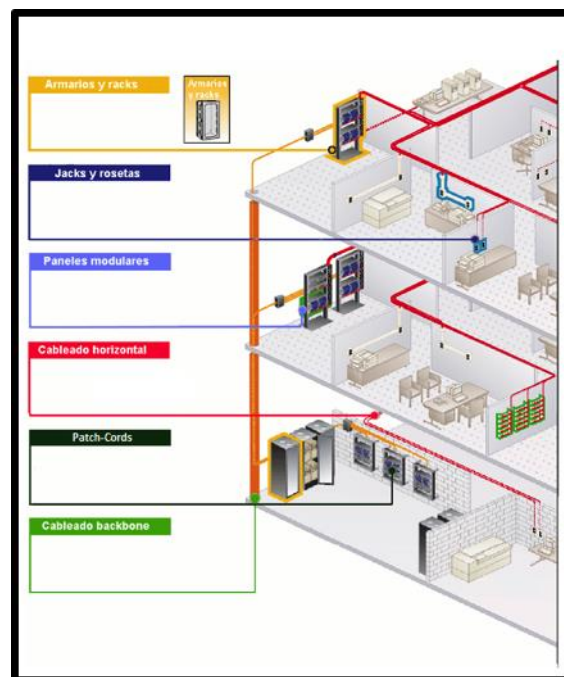 Armarios y racks
Armarios
y racks
Jacks y rosetas
Paneles modulares
Cableado horizontal
Patch-Cords
Cableado backbone